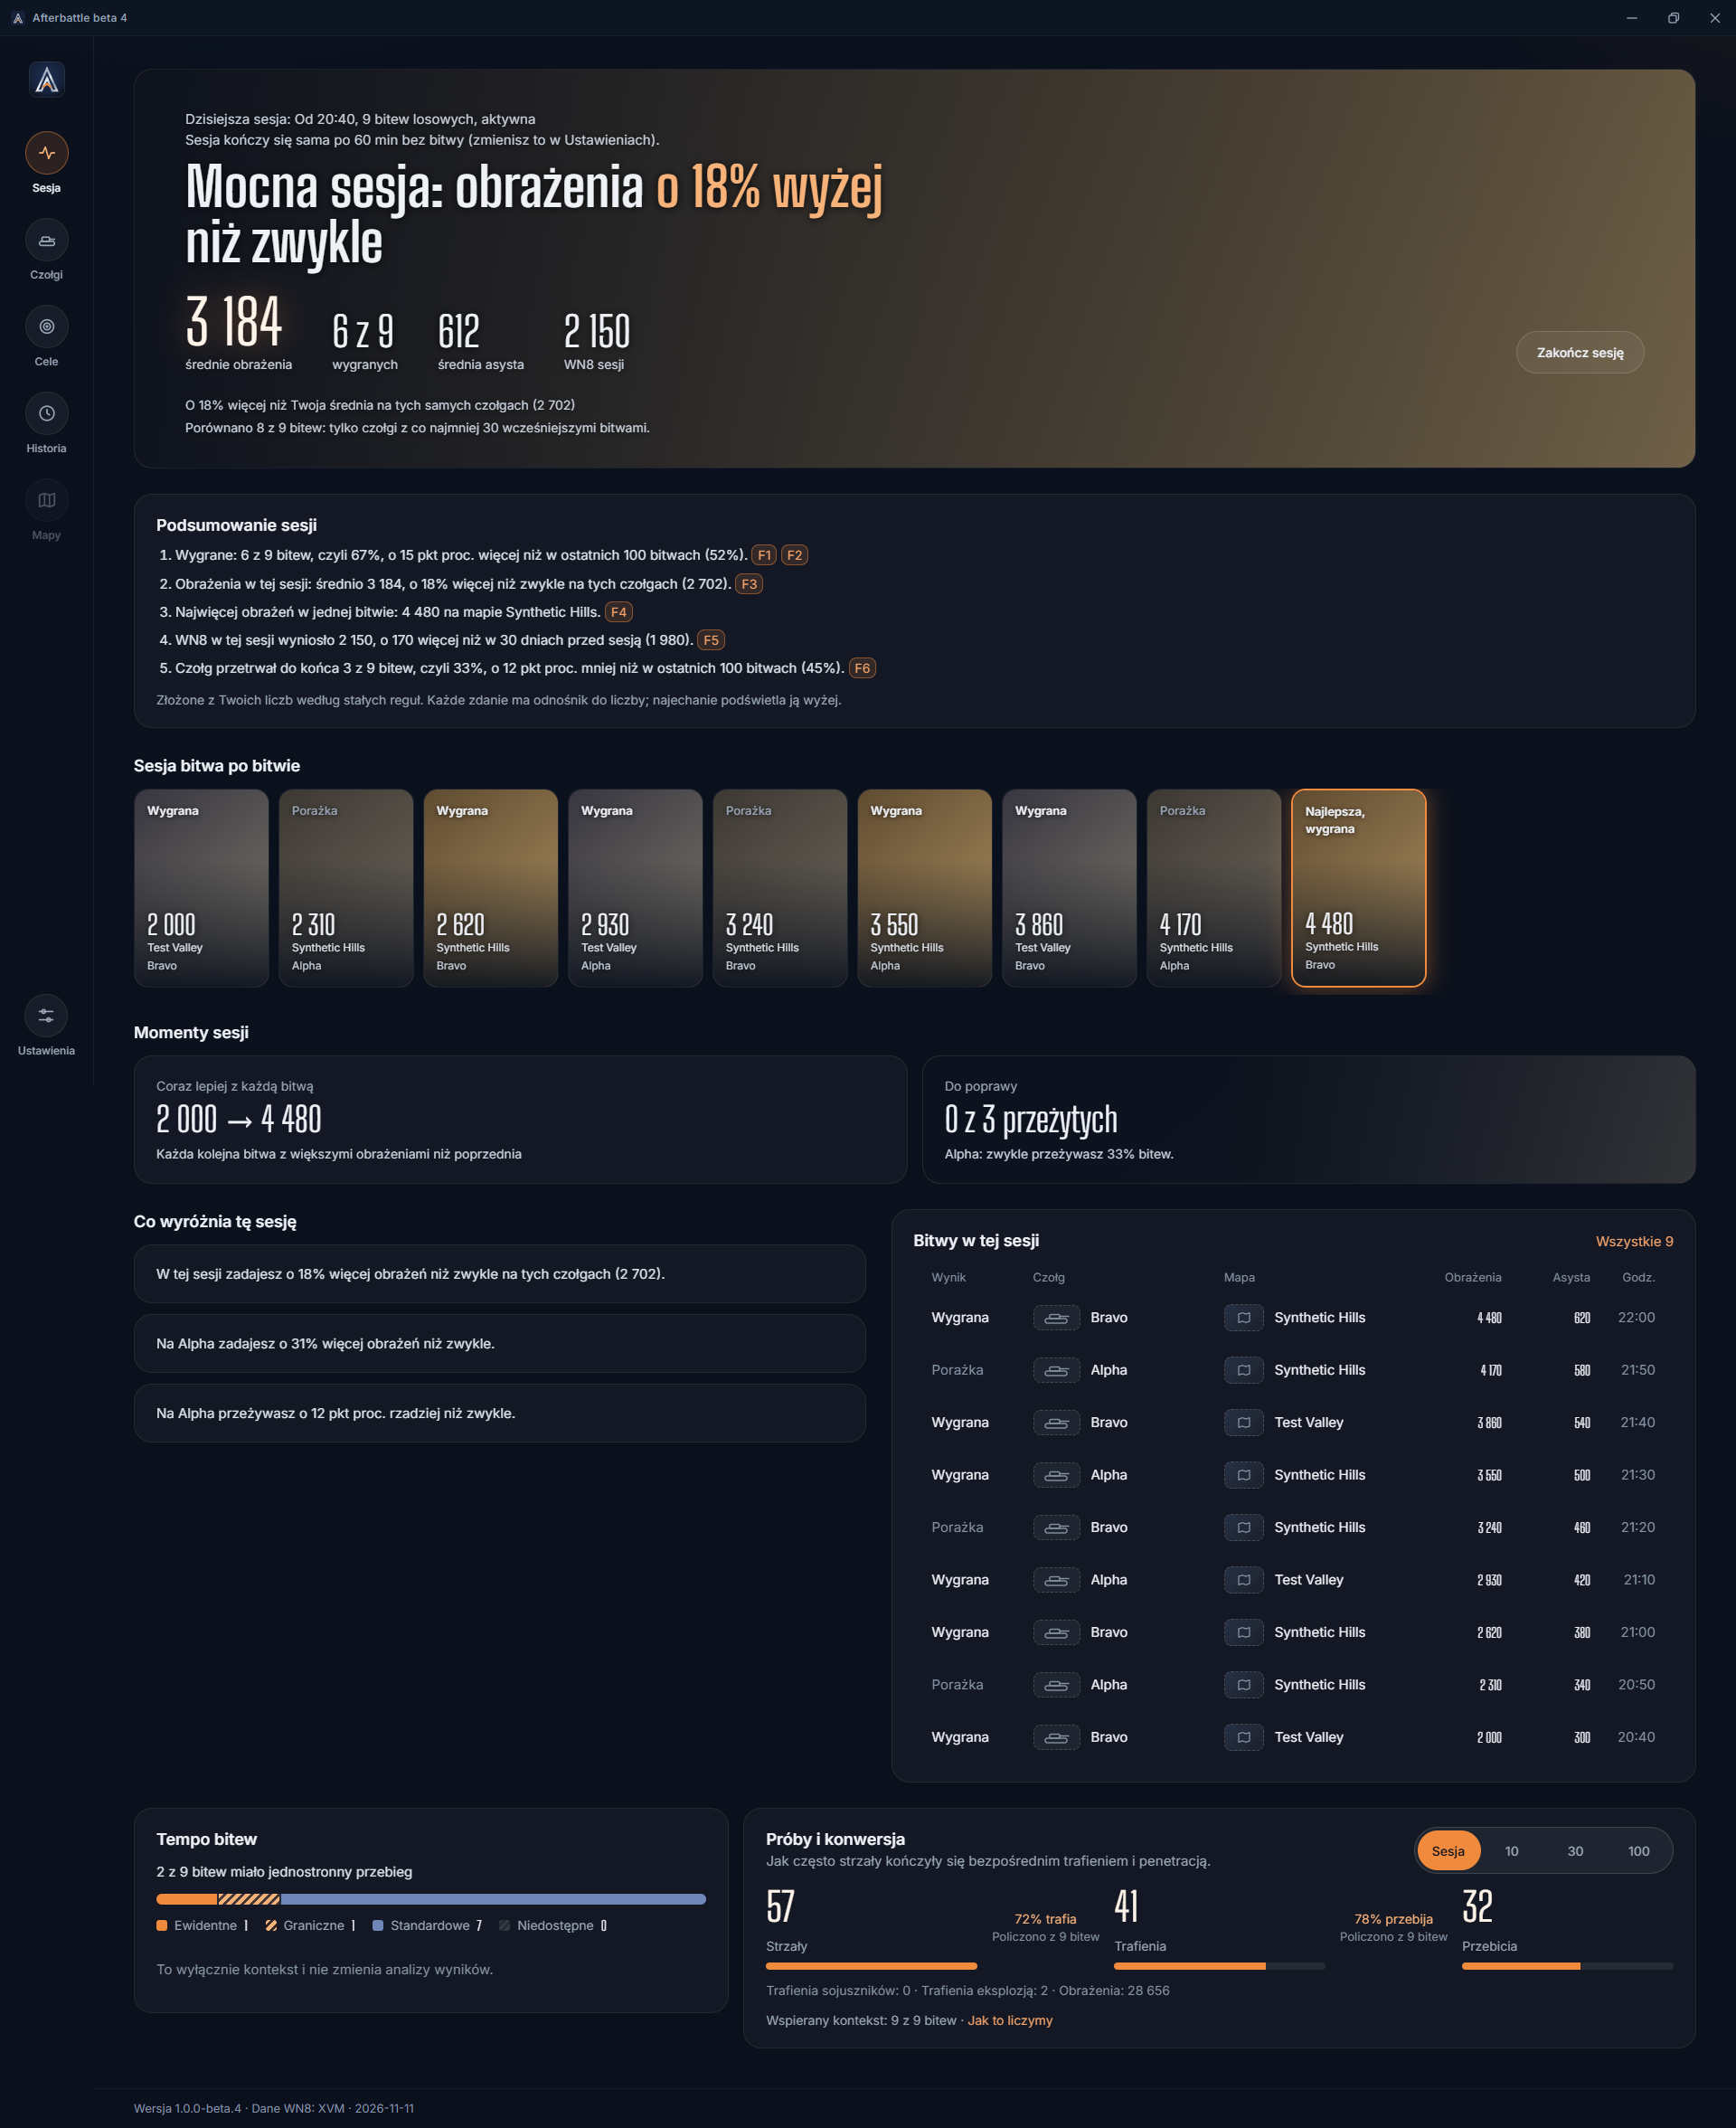 Afterbattle beta 4
Sesja
Czołgi
Cele
Historia
Mapy
Ustawienia
Dzisiejsza sesja: Od 20:40, 9 bitew losowych, aktywna
Sesja kończy się sama po 60 min bez bitwy (zmienisz to w Ustawieniach).
Mocna sesja: obrażenia o 18% wyżej
niż zwykle
3 184 6 z 9 612 2 150
średnie obrażenia wygranych średnia asysta WN8 sesji
Zakończ sesję
O 18% więcej niż Twoja średnia na tych samych czołgach (2 702)
Porównano 8 z 9 bitew: tylko czołgi z co najmniej 30 wcześniejszymi bitwami.
Podsumowanie sesji
1. Wygrane: 6 z 9 bitew, czyli 67%, o 15 pkt proc. więcej niż w ostatnich 100 bitwach (52%). F1 F2
2. Obrażenia w tej sesji: średnio 3 184, o 18% więcej niż zwykle na tych czołgach (2 702). F3
3. Najwięcej obrażeń w jednej bitwie: 4 480 na mapie Synthetic Hills. F4
4. WN8 w tej sesji wyniosło 2 150, o 170 więcej niż w 30 dniach przed sesją (1 980). F5
5. Czołg przetrwał do końca 3 z 9 bitew, czyli 33%, o 12 pkt proc. mniej niż w ostatnich 100 bitwach (45%). F6
Złożone z Twoich liczb według stałych reguł. Każde zdanie ma odnośnik do liczby; najechanie podświetla ją wyżej.
Sesja bitwa po bitwie
Wygrana
2 000
Test Valley
Bravo
Porażka
2 310
Synthetic Hills
Alpha
Wygrana
2 620
Synthetic Hills
Bravo
Wygrana
2 930
Test Valley
Alpha
Porażka
3 240
Synthetic Hills
Bravo
Wygrana
3 550
Synthetic Hills
Alpha
Wygrana
3 860
Test Valley
Bravo
Porażka
4 170
Synthetic Hills
Alpha
Najlepsza,
wygrana
4 480
Synthetic Hills
Bravo
Momenty sesji
Coraz lepiej z każdą bitwą
2 000 → 4 480
Każda kolejna bitwa z większymi obrażeniami niż poprzednia
Do poprawy
0 z 3 przeżytych
Alpha: zwykle przeżywasz 33% bitew.
Co wyróżnia tę sesję
W tej sesji zadajesz o 18% więcej obrażeń niż zwykle na tych czołgach (2 702).
Na Alpha zadajesz o 31% więcej obrażeń niż zwykle.
Na Alpha przeżywasz o 12 pkt proc. rzadziej niż zwykle.
Bitwy w tej sesji Wszystkie 9
Wynik Czołg Mapa Obrażenia Asysta Godz.
Wygrana Bravo Synthetic Hills 4 480 620 22:00
Porażka Alpha Synthetic Hills 4 170 580 21:50
Wygrana Bravo Test Valley 3 860 540 21:40
Wygrana Alpha Synthetic Hills 3 550 500 21:30
Porażka Bravo Synthetic Hills 3 240 460 21:20
Wygrana Alpha Test Valley 2 930 420 21:10
Wygrana Bravo Synthetic Hills 2 620 380 21:00
Porażka Alpha Synthetic Hills 2 310 340 20:50
Wygrana Bravo Test Valley 2 000 300 20:40
Tempo bitew
2 z 9 bitew miało jednostronny przebieg
Ewidentne 1 Graniczne 1 Standardowe 7 Niedostępne 0
To wyłącznie kontekst i nie zmienia analizy wyników.
Próby i konwersja
Jak często strzały kończyły się bezpośrednim trafieniem i penetracją.
Sesja 10 30 100
57
Strzały
72% trafia
Policzono z 9 bitew
41
Trafienia
78% przebija
Policzono z 9 bitew
32
Przebicia
Trafienia sojuszników: 0 · Trafienia eksplozją: 2 · Obrażenia: 28 656
Wspierany kontekst: 9 z 9 bitew · Jak to liczymy
Wersja 1.0.0-beta.4 · Dane WN8: XVM · 2026-11-11